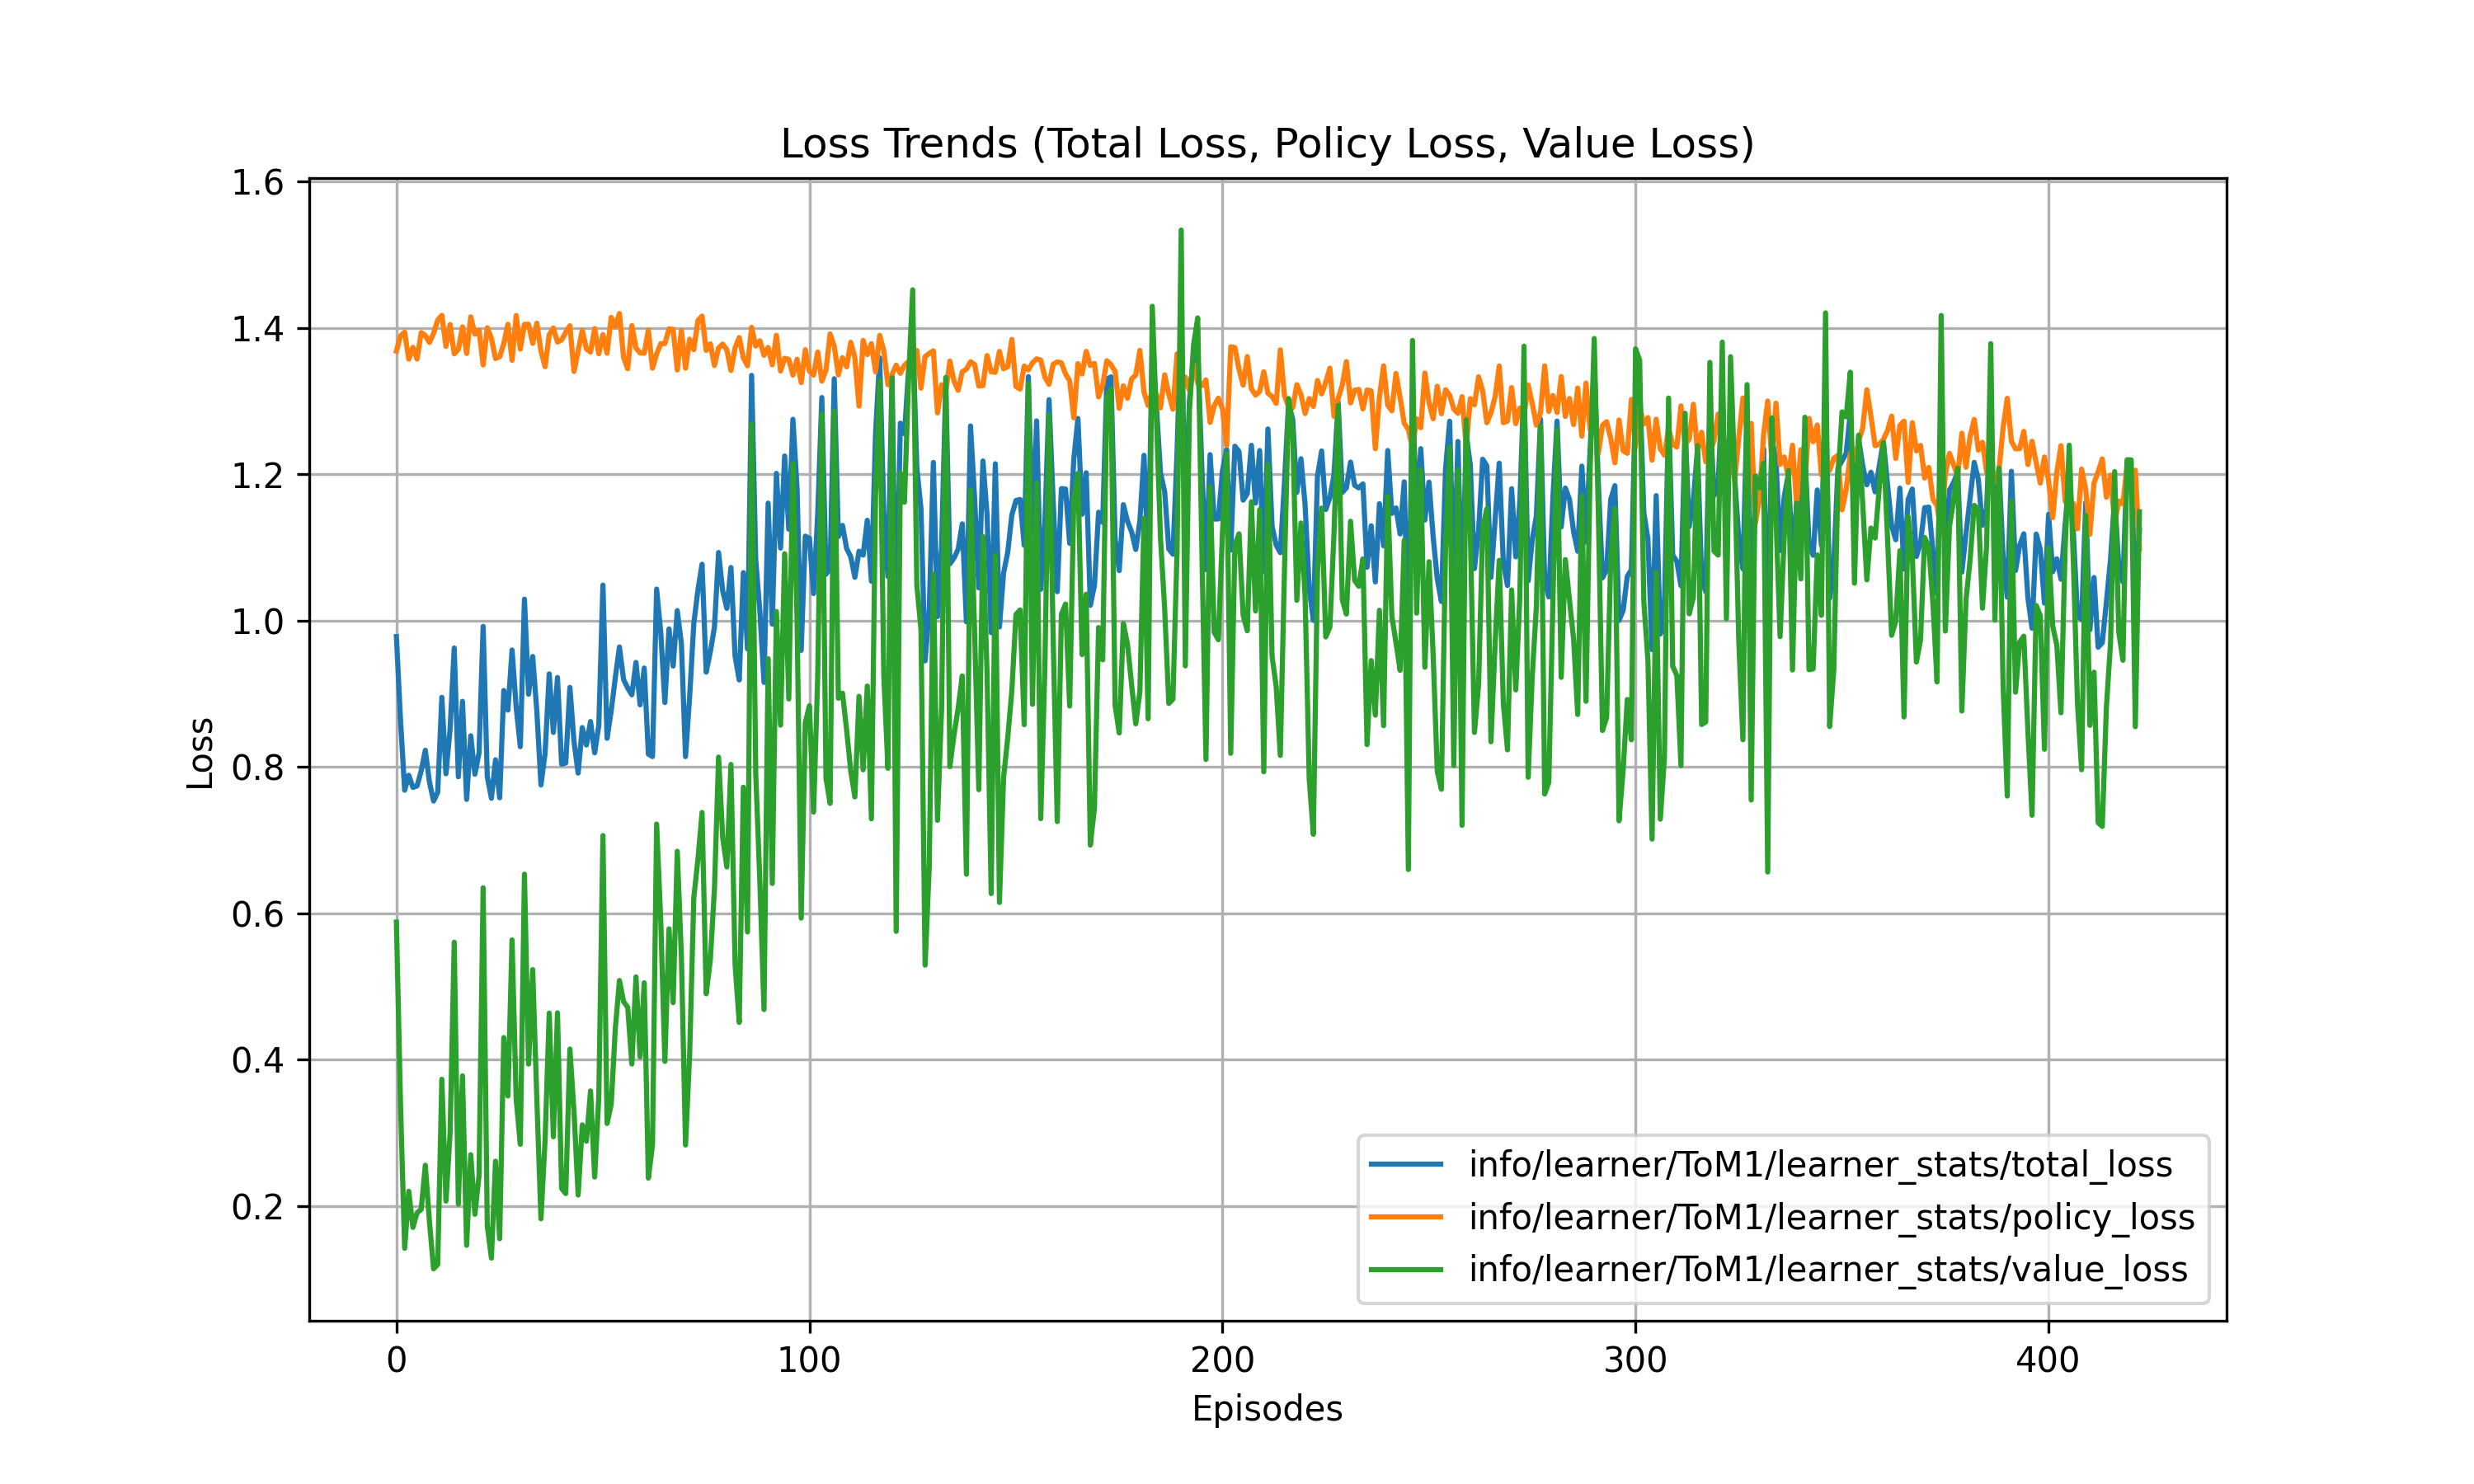 Loss Trends (Total Loss, Policy Loss, Value Loss)
1.6
1.4
1.2
1.0
0.8
0.6
0.4
0.2
Loss
0 100 200 300 400
Episodes
info/learner/ToM1/learner_stats/total_loss
info/learner/ToM1/learner_stats/policy_loss
info/learner/ToM1/learner_stats/value_loss